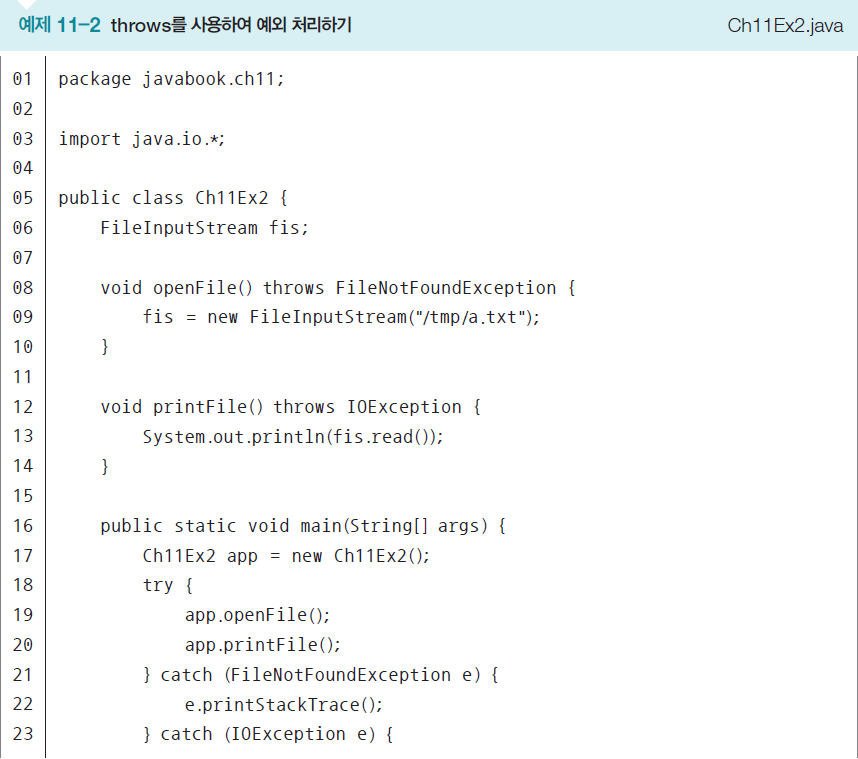 예제 11-2 throws를 사용하여 예외 처리하기 Ch11Ex2.java
01 package javabook.ch11;
02
03 import java.io.*;
04
05 public class Ch11Ex2 {
06 FileInputStream fis;
07
08 void openFile() throws FileNotFoundException {
09 fis = new FileInputStream("/tmp/a.txt");
10 }
11
12 void printFile() throws IOException {
13 System.out.println(fis.read());
14 }
15
16 public static void main(String[] args) {
17 Ch11Ex2 app = new Ch11Ex2();
18 try {
19 app.openFile();
20 app.printFile();
21 } catch (FileNotFoundException e) {
22 e.printStackTrace();
23 } catch (IOException e) {